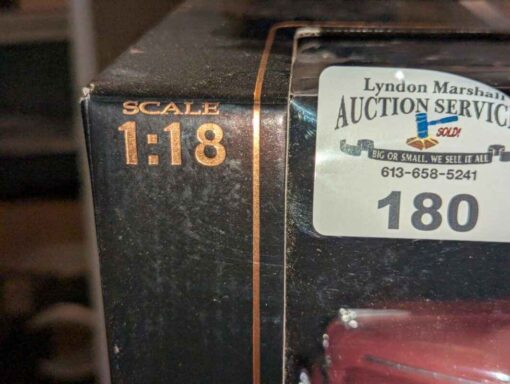 SCALE
1:18
Lyndon Marshall
AUCTION SERVICE
SOLD!
BIG OR SMALL, WE SELL IT ALL
613-658-5241
180